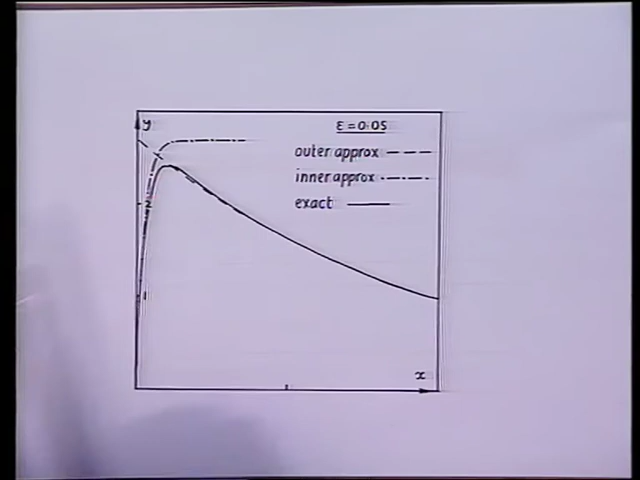 y
ε=0·05
outer approx
inner approx
exact
2
1
x